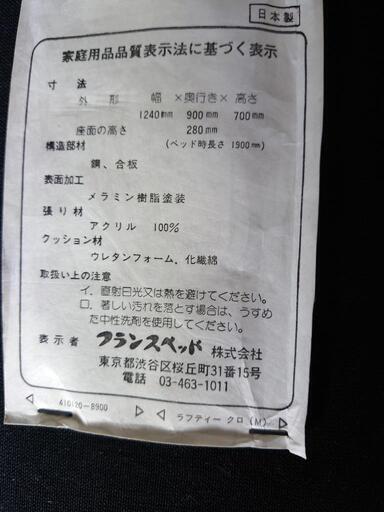 日本製
家庭用品品質表示法に基づく表示
寸法
外形 幅×奥行き×高さ
1240mm 900mm 700mm
座面の高さ 280mm
構造部材 (ベッド時長さ 1900mm)
鋼、合板
表面加工
メラミン樹脂塗装
張り材
アクリル 100%
クッション材
ウレタンフォーム、化繊綿
取扱い上の注意
イ. 直射日光又は熱を避けてください。
ロ. 著しい汚れを落とす場合は、うすめ
た中性洗剤を使用してください。
表示者 フランスベッド 株式会社
東京都渋谷区桜丘町31番15号
電話 03-463-1011
◁ 410120-8900 ▷ ◁ ラフティー クロ (M) ▷